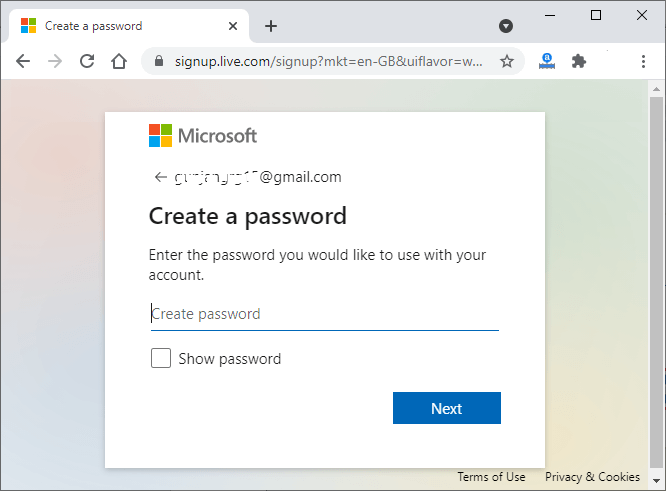 Create a password
signup.live.com/signup?mkt=en-GB&uiflavor=w...
Microsoft
@gmail.com
Create a password
Enter the password you would like to use with your
account.
Create password
Show password
Next
Terms of Use Privacy & Cookies